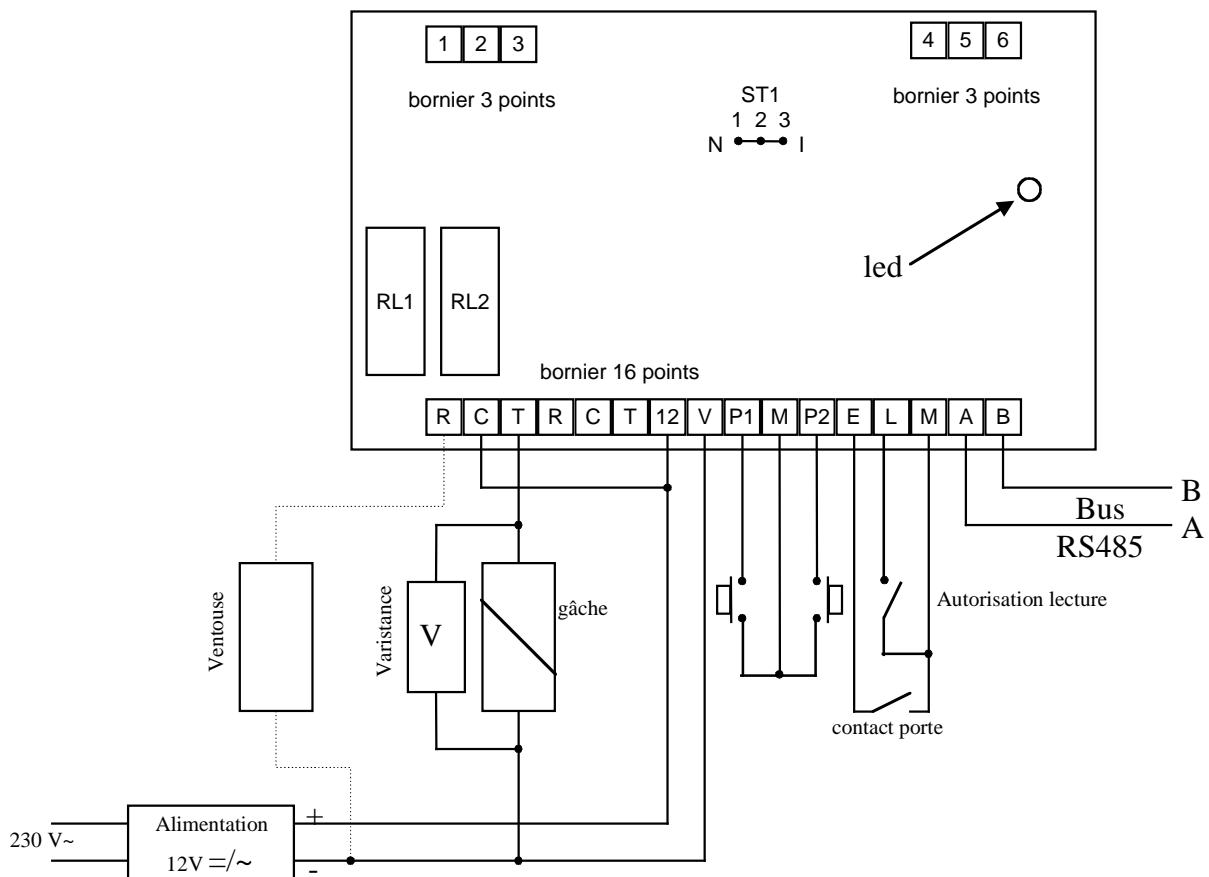 1 2 3
4 5 6
bornier 3 points
bornier 3 points
ST1
1 2 3
N I
led
RL1
RL2
bornier 16 points
R C T R C T 12 V P1 M P2 E L M A B
B
Bus
A
RS485
Ventouse
Varistance
V
gâche
Autorisation lecture
contact porte
230 V~
Alimentation
12V =/~
+
-